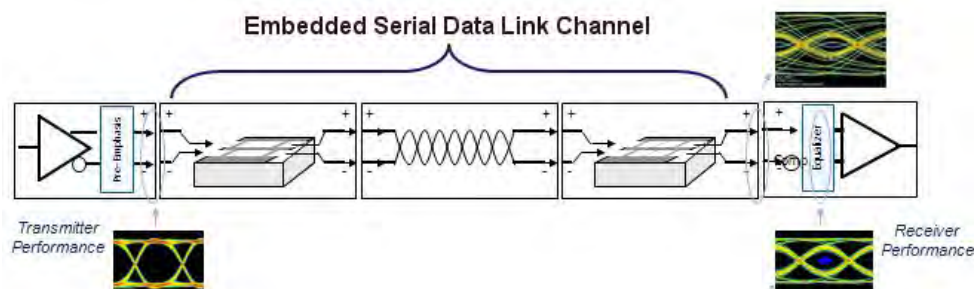 Embedded Serial Data Link Channel
+ + + + + + + +
Pre-Emphasis
Equalizer
- - - - - - - -
Transmitter
Performance
Receiver
Performance